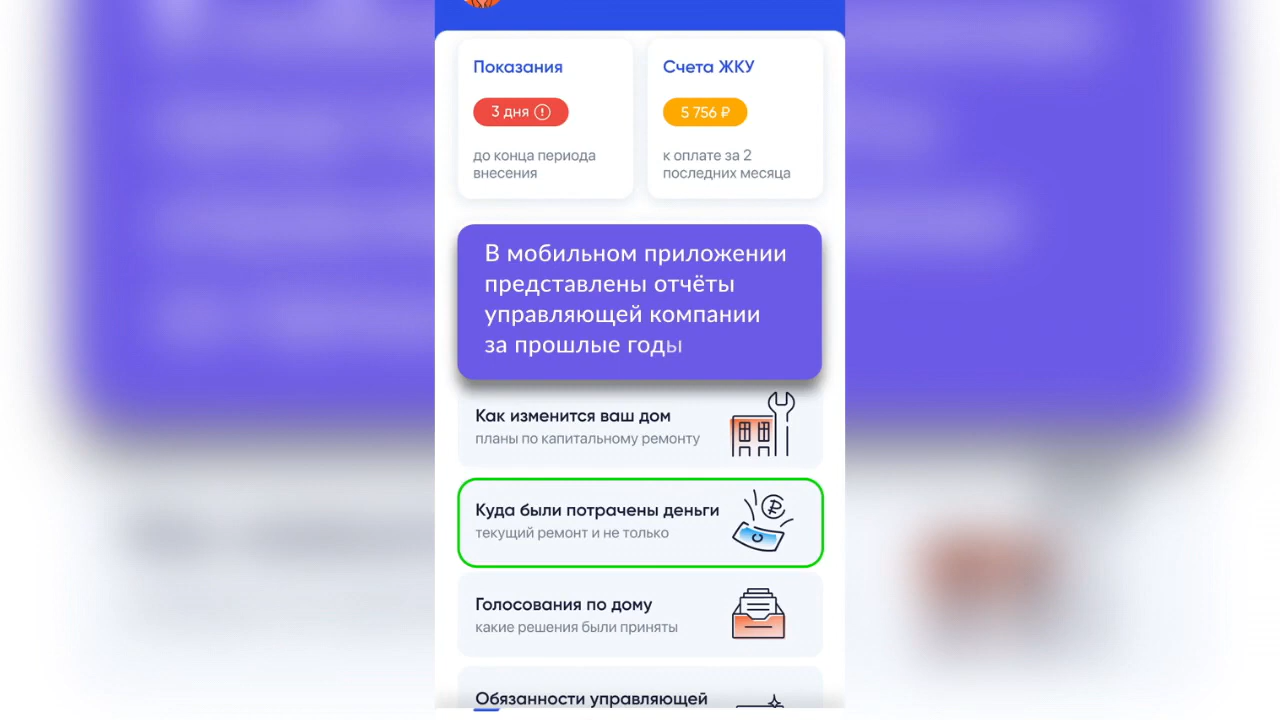 Показания
3 дня
до конца периода
внесения
Счета ЖКУ
5 756 ₽
к оплате за 2
последних месяца
В мобильном приложении
представлены отчёты
управляющей компании
за прошлые годы
Как изменится ваш дом
планы по капитальному ремонту
Куда были потрачены деньги
текущий ремонт и не только
Голосования по дому
какие решения были приняты
Обязанности управляющей